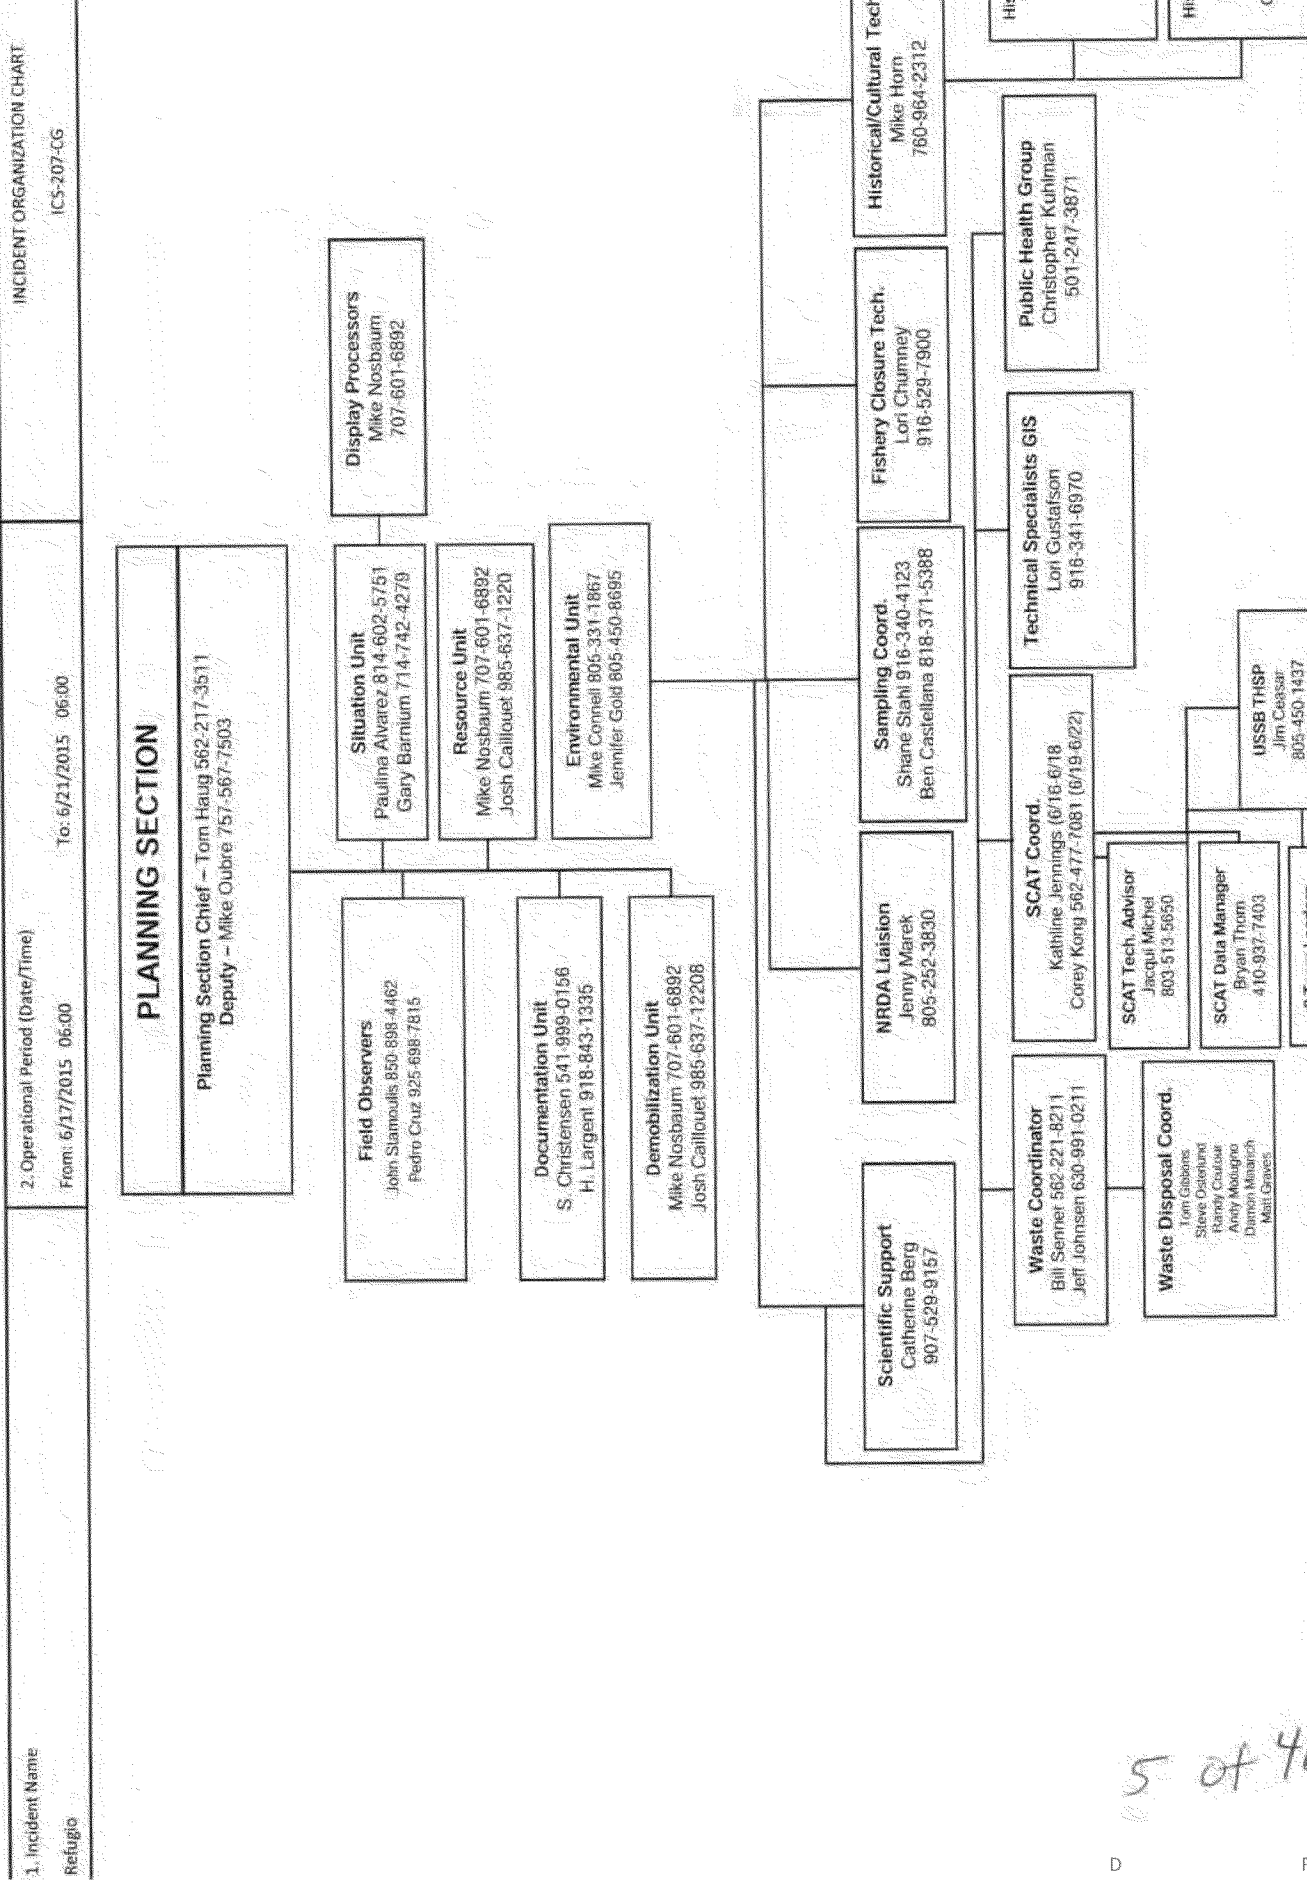 1. Incident Name
Refugio
2. Operational Period (Date/Time)
From: 6/17/2015 06:00 To: 6/21/2015 06:00
INCIDENT ORGANIZATION CHART
ICS-207-CG
PLANNING SECTION
Planning Section Chief – Tom Haug 562-217-3511
Deputy – Mike Oubre 757-567-7503
Situation Unit
Paulina Alvarez 814-602-5751
Gary Barnium 714-742-4279
Display Processors
Mike Nosbaum
707-601-6892
Field Observers
John Slamoulis 850-898-4462
Pedro Cruz 925-698-7815
Resource Unit
Mike Nosbaum 707-601-6892
Josh Caillouet 985-637-1220
Documentation Unit
S. Christensen 541-999-0156
H. Largent 918-843-1335
Environmental Unit
Mike Connell 805-331-1867
Jennifer Gold 805-450-8695
Demobilization Unit
Mike Nosbaum 707-601-6892
Josh Caillouet 985-637-12208
Scientific Support
Catherine Berg
907-529-9157
NRDA Liaision
Jenny Marek
805-252-3830
Sampling Coord.
Shane Stahl 916-340-4123
Ben Castellana 818-371-5388
Fishery Closure Tech.
Lori Chumney
916-529-7900
Historical/Cultural Tech
Mike Horn
760-964-2312
Waste Coordinator
Bill Senner 562-221-8211
Jeff Johnsen 630-991-0211
SCAT Coord.
Kathline Jennings (6/16-6/18
Corey Kong 562-477-7081 (6/19-6/22)
Technical Specialists GIS
Lori Gustafson
916-341-6970
Public Health Group
Christopher Kuhlman
501-247-3871
Waste Disposal Coord.
Tom Gibbons
Steve Osterlund
Randy Coulour
Andy Modugno
Damon Minarich
Matt Graves
SCAT Tech. Advisor
Jacqui Michel
803-513-5650
SCAT Data Manager
Bryan Thom
410-937-7403
USSB THSP
Jim Ceasar
805-450-1437
His
His
5 of
D